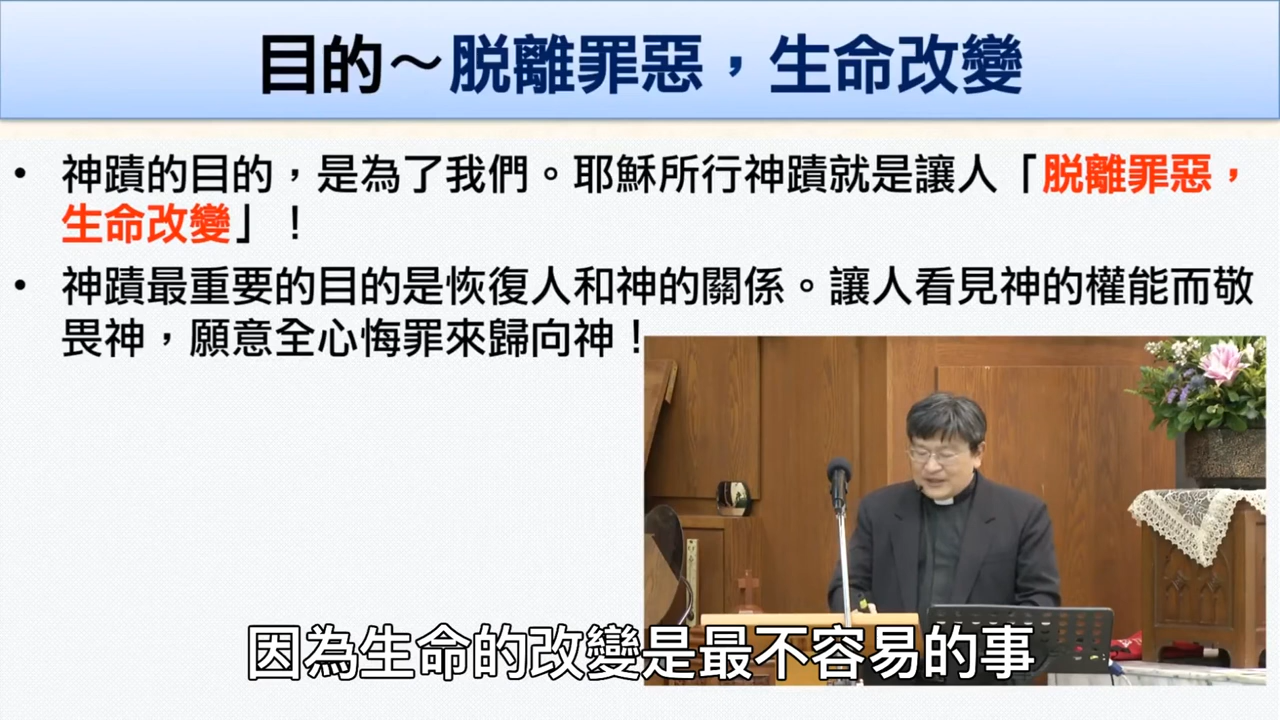 目的～脱離罪惡，生命改變
• 神蹟的目的，是為了我們。耶穌所行神蹟就是讓人「脱離罪惡，
生命改變」！
• 神蹟最重要的目的是恢復人和神的關係。讓人看見神的權能而敬
畏神，願意全心悔罪來歸向神！
因為生命的改變是最不容易的事